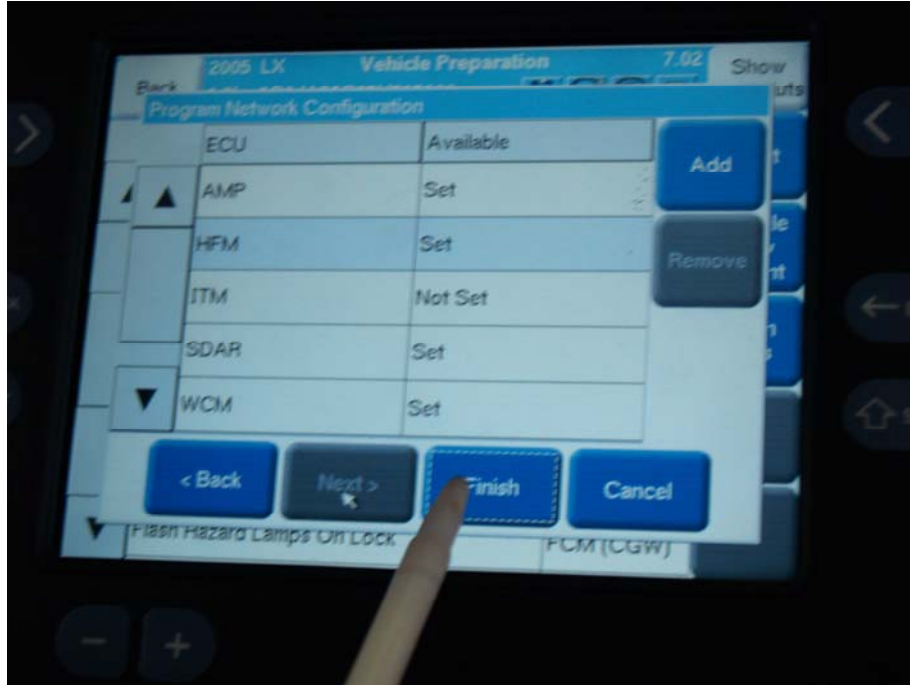 2005 LX Vehicle Preparation 7.02
Back
Show
uts
Program Network Configuration
ECU Available
Add
AMP Set
HFM Set
Remove
ITM Not Set
SDAR Set
WCM Set
< Back Next > Finish Cancel
Flash Hazard Lamps On Lock FCM (CGW)